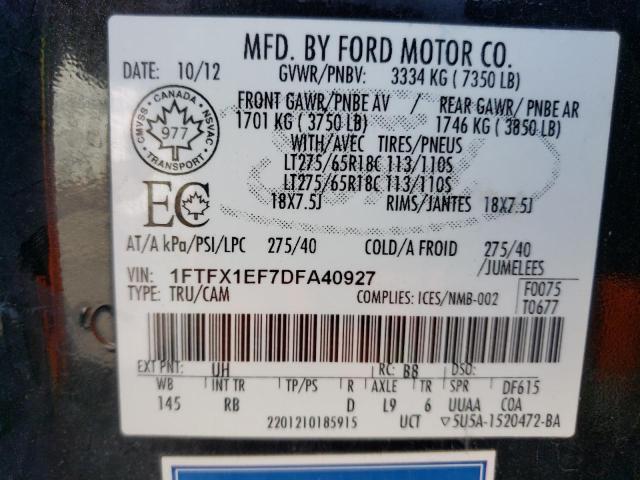 MFD. BY FORD MOTOR CO.
DATE: 10/12 GVWR/PNBV: 3334 KG ( 7350 LB)
FRONT GAWR/PNBE AV / REAR GAWR/ PNBE AR
1701 KG ( 3750 LB) 1746 KG ( 3850 LB)
WITH/AVEC TIRES/PNEUS
LT275/65R18C 113/110S
LT275/65R18C 113/110S
18X7.5J RIMS/JANTES 18X7.5J
CMVSS CANADA NSVAC
977
TRANSPORT
EC
AT/A kPa/PSI/LPC 275/40 COLD/A FROID 275/40
/JUMELEES
VIN: 1FTFX1EF7DFA40927
TYPE: TRU/CAM COMPLIES: ICES/NMB-002
F0075
T0677
EXT PNT: UH RC: B8 DSO:
WB INT TR TP/PS R AXLE TR SPR DF615
145 RB D L9 6 UUAA COA
2201210185915 UCT ▽5U5A-1520472-BA